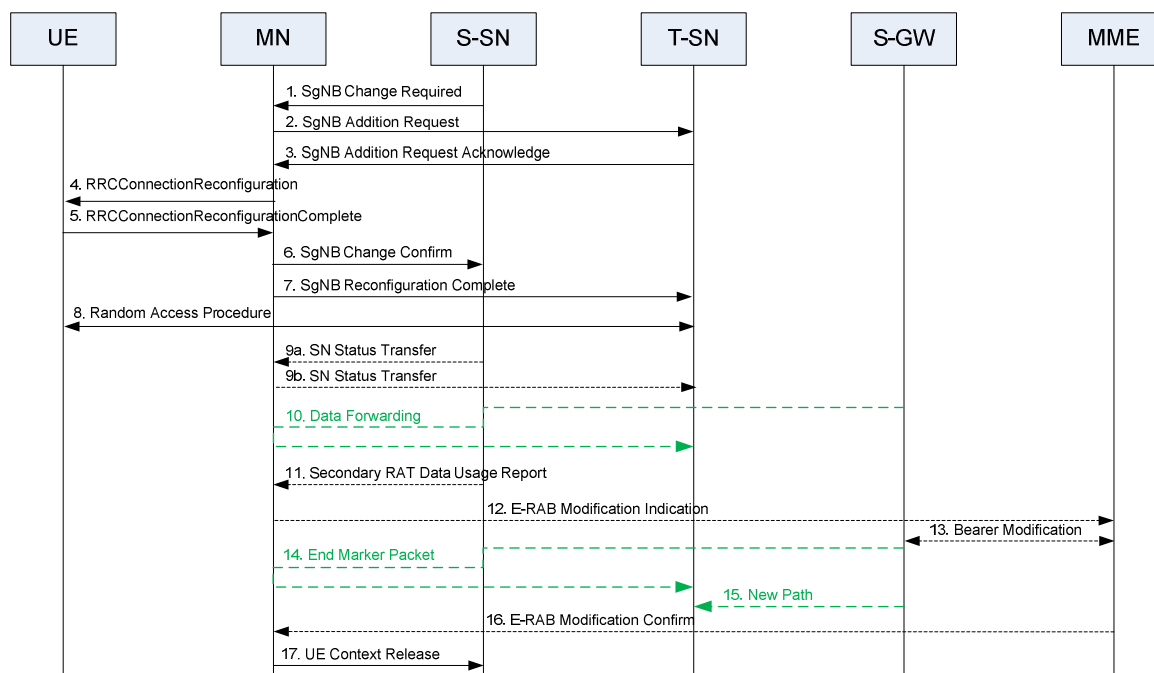 UE
MN
S-SN
T-SN
S-GW
MME
1. SgNB Change Required
2. SgNB Addition Request
3. SgNB Addition Request Acknowledge
4. RRCConnectionReconfiguration
5. RRCConnectionReconfigurationComplete
6. SgNB Change Confirm
7. SgNB Reconfiguration Complete
8. Random Access Procedure
9a. SN Status Transfer
9b. SN Status Transfer
10. Data Forwarding
11. Secondary RAT Data Usage Report
12. E-RAB Modification Indication
13. Bearer Modification
14. End Marker Packet
15. New Path
16. E-RAB Modification Confirm
17. UE Context Release